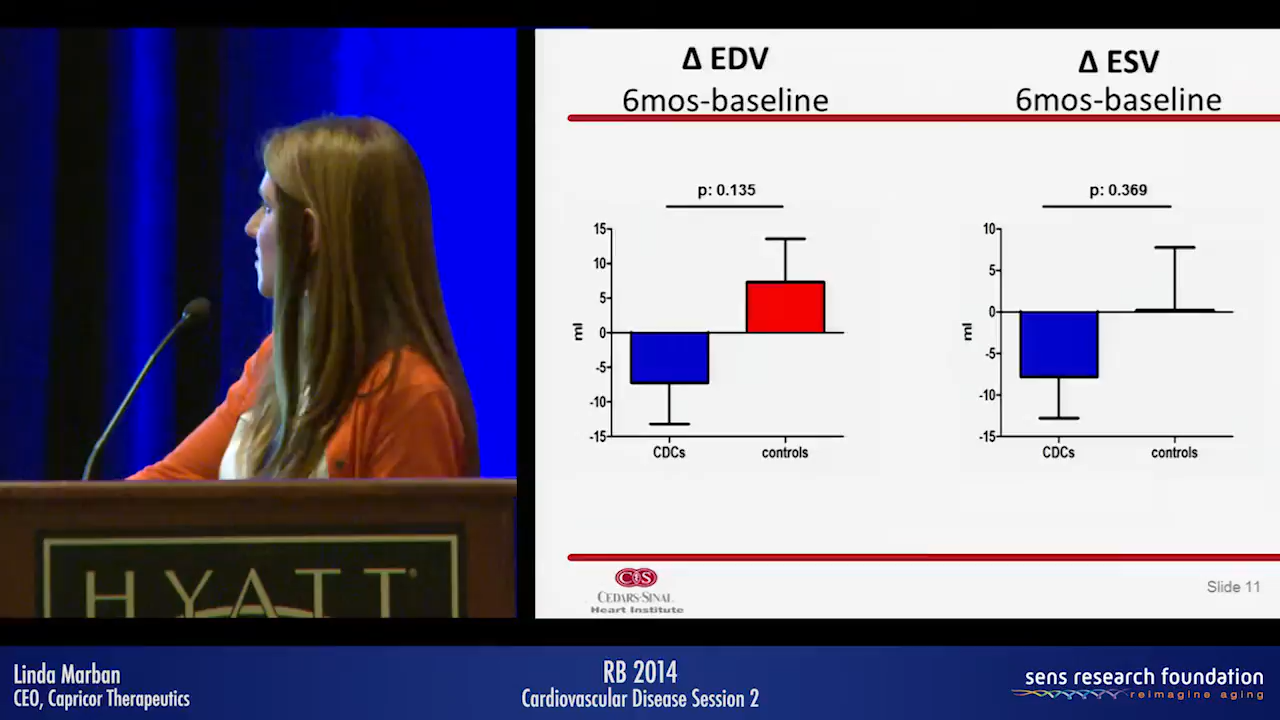 Δ EDV
6mos-baseline
p: 0.135
15
10
5
0
-5
-10
-15
ml
CDCs
controls
Δ ESV
6mos-baseline
p: 0.369
10
5
0
-5
-10
-15
ml
CDCs
controls
CEDARS-SINAI
Heart Institute
Slide 11
HYATT
Linda Marban
CEO, Capricor Therapeutics
RB 2014
Cardiovascular Disease Session 2
sens research foundation
reimagine aging